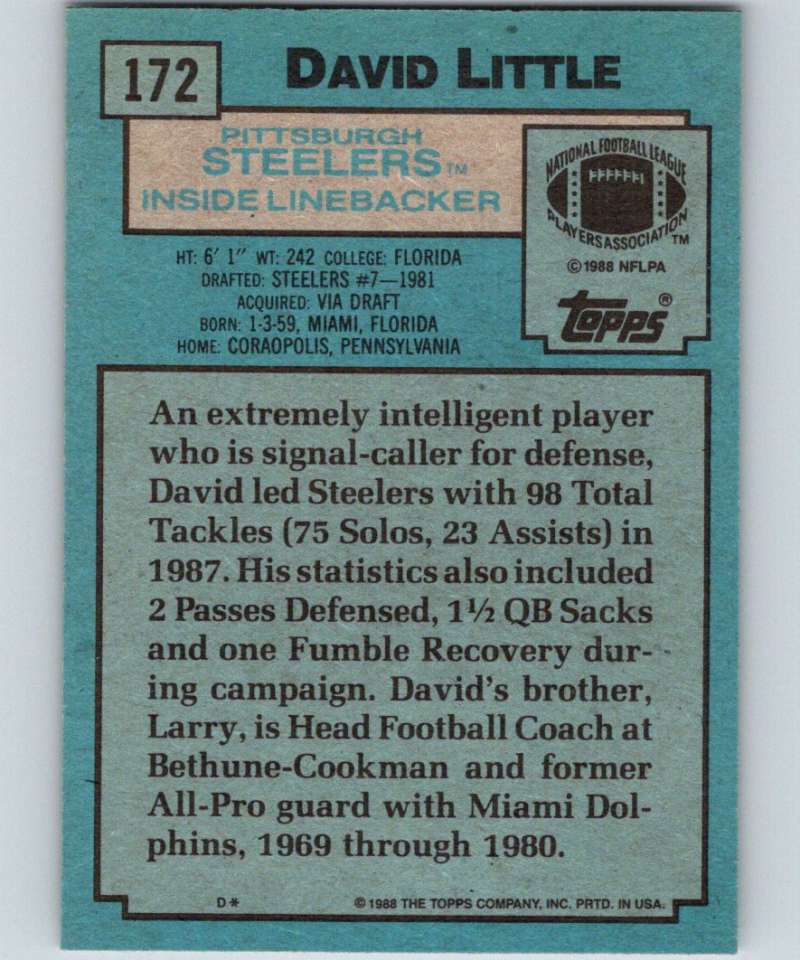 172
DAVID LITTLE
PITTSBURGH
STEELERS™
INSIDE LINEBACKER
NATIONAL FOOTBALL LEAGUE
PLAYERS ASSOCIATION™
©1988 NFLPA
Topps®
HT: 6' 1" WT: 242 COLLEGE: FLORIDA
DRAFTED: STEELERS #7—1981
ACQUIRED: VIA DRAFT
BORN: 1-3-59, MIAMI, FLORIDA
HOME: CORAOPOLIS, PENNSYLVANIA
An extremely intelligent player
who is signal-caller for defense,
David led Steelers with 98 Total
Tackles (75 Solos, 23 Assists) in
1987. His statistics also included
2 Passes Defensed, 1½ QB Sacks
and one Fumble Recovery dur-
ing campaign. David's brother,
Larry, is Head Football Coach at
Bethune-Cookman and former
All-Pro guard with Miami Dol-
phins, 1969 through 1980.
D* ©1988 THE TOPPS COMPANY, INC. PRTD. IN USA.